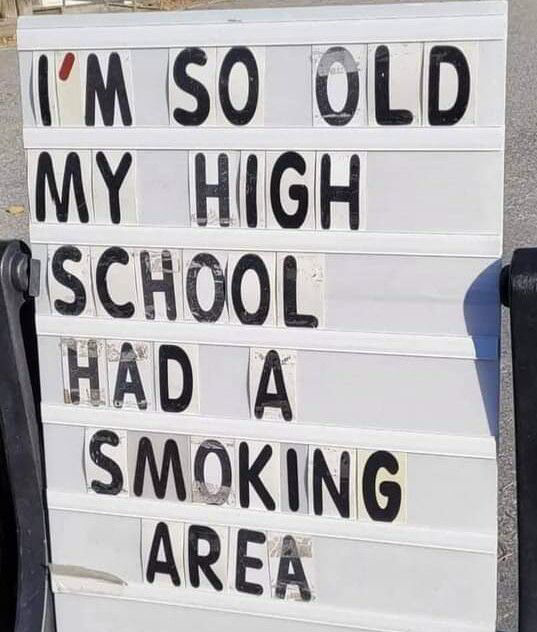 I'M SO OLD
MY HIGH
SCHOOL
HAD A
SMOKING
AREA